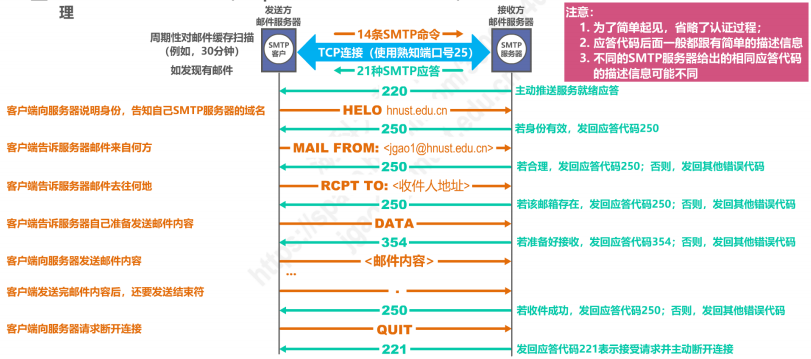 理
发送方
邮件服务器
接收方
邮件服务器
周期性对邮件缓存扫描
（例如，30分钟）
如发现有邮件
SMTP
客户
14条SMTP命令
TCP连接（使用熟知端口号25）
21种SMTP应答
SMTP
服务器
注意：
1. 为了简单起见，省略了认证过程；
2. 应答代码后面一般都跟有简单的描述信息
3. 不同的SMTP服务器给出的相同应答代码
的描述信息可能不同
220
主动推送服务就绪应答
客户端向服务器说明身份，告知自己SMTP服务器的域名
HELO hnust.edu.cn
250
若身份有效，发回应答代码250
客户端告诉服务器邮件来自何方
MAIL FROM: <jgao1@hnust.edu.cn>
250
若合理，发回应答代码250；否则，发回其他错误代码
客户端告诉服务器邮件去往何地
RCPT TO: <收件人地址>
250
若该邮箱存在，发回应答代码250；否则，发回其他错误代码
客户端告诉服务器自己准备发送邮件内容
DATA
354
若准备好接收，发回应答代码354；否则，发回其他错误代码
客户端向服务器发送邮件内容
<邮件内容>
...
客户端发送完邮件内容后，还要发送结束符
.
250
若收件成功，发回应答代码250；否则，发回其他错误代码
客户端向服务器请求断开连接
QUIT
221
发回应答代码221表示接受请求并主动断开连接